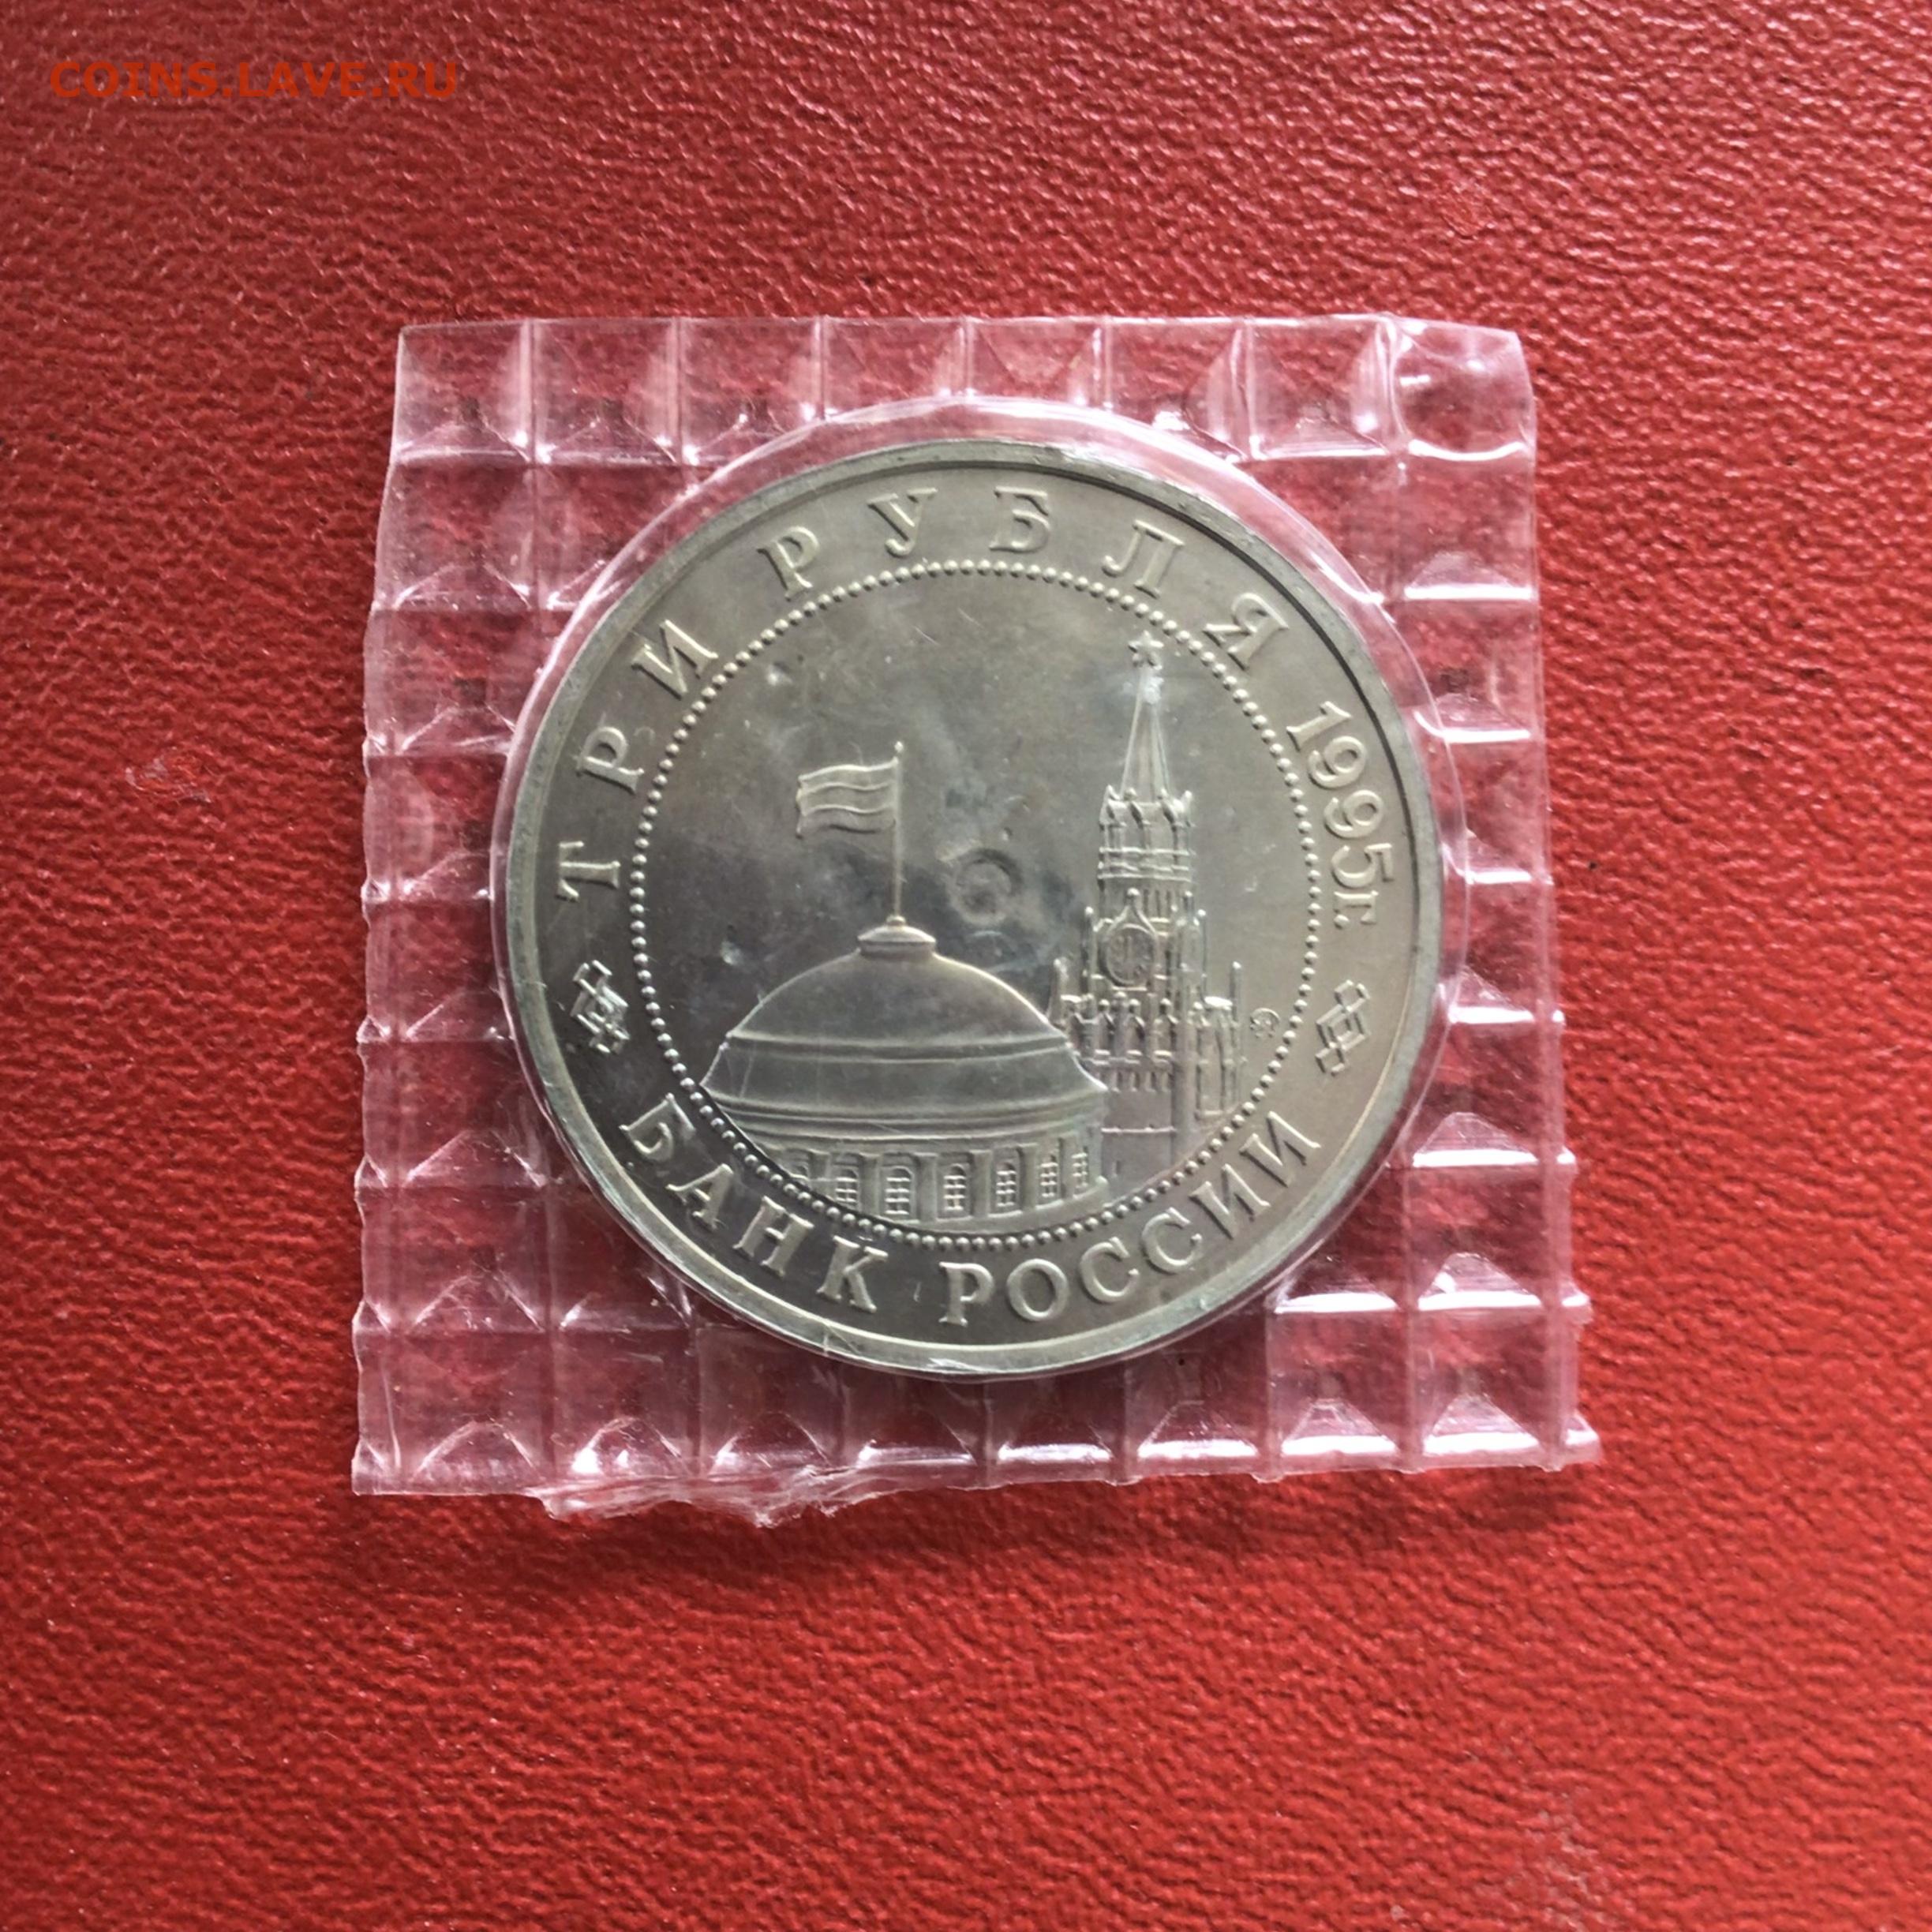 COINS.LAVE.RU
ТРИ РУБЛЯ 1995г.
БАНК РОССИИ